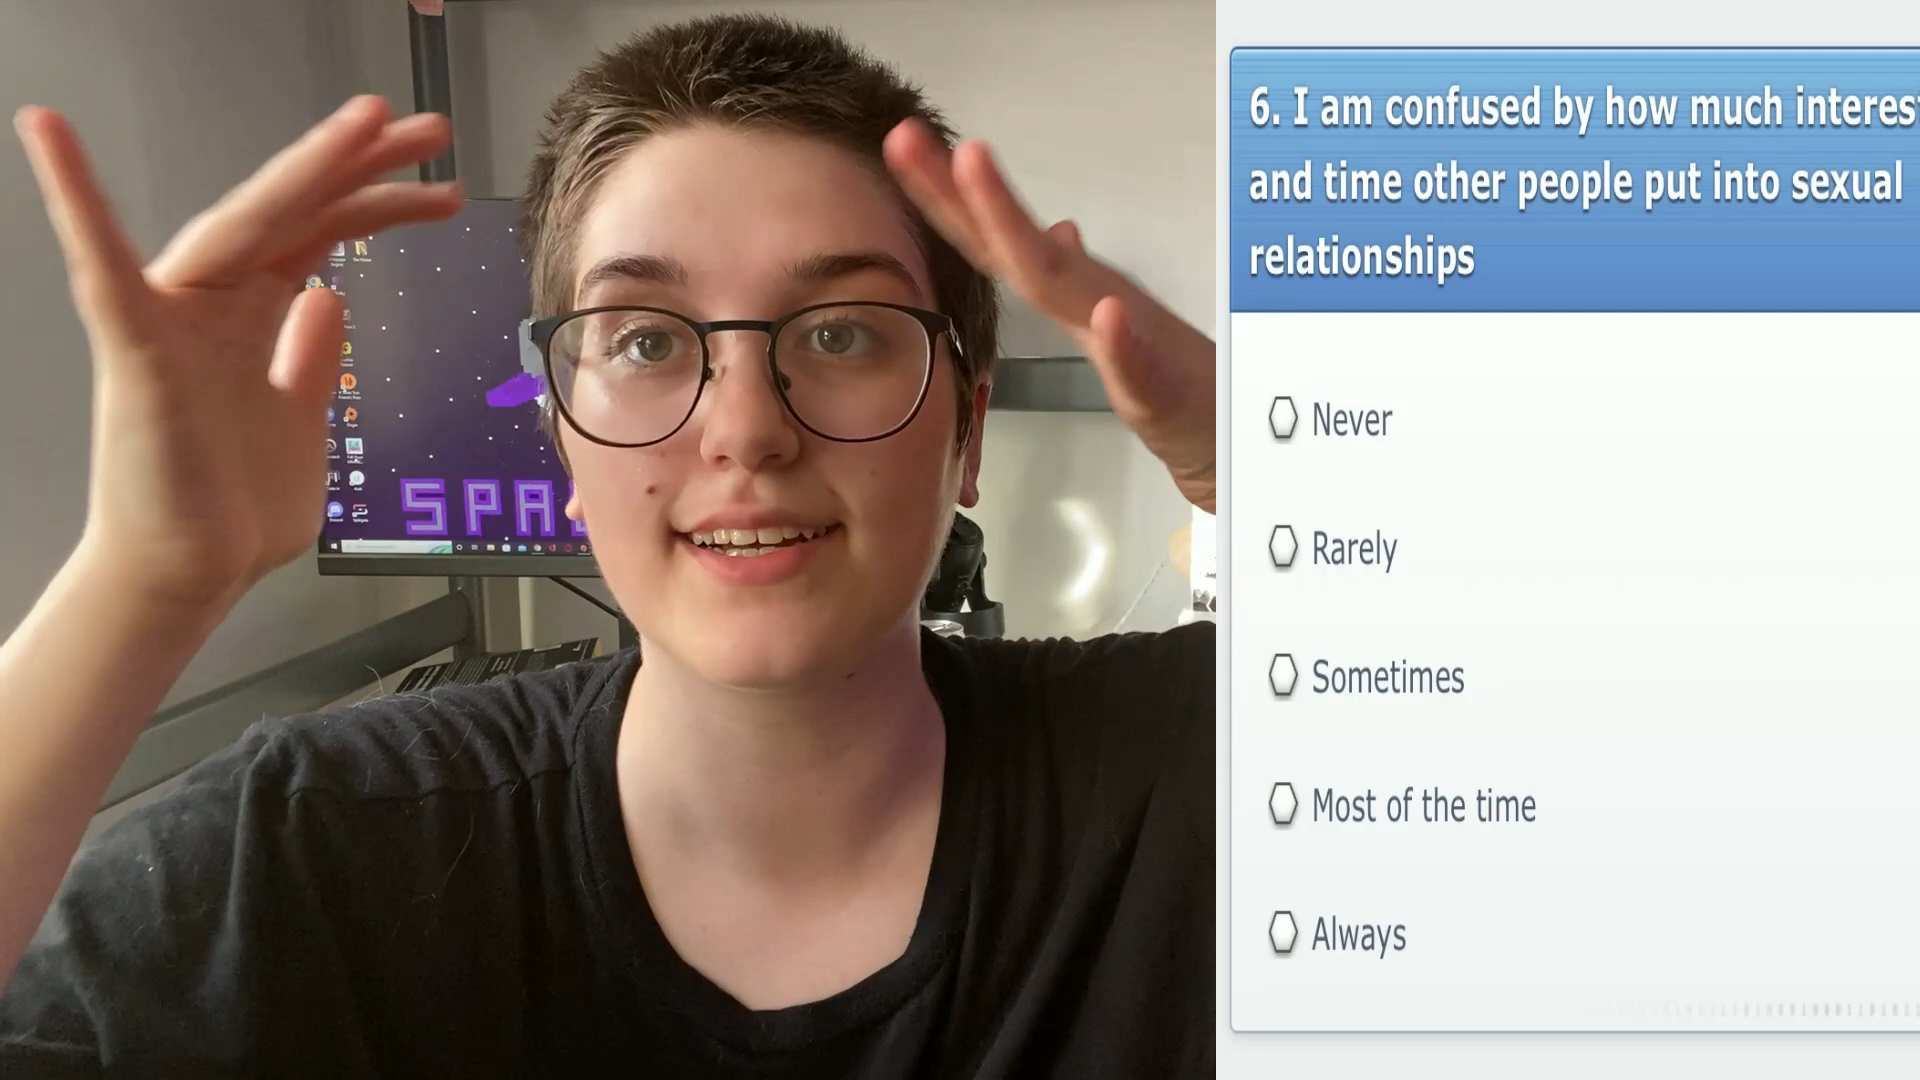 SPA
6. I am confused by how much interest
and time other people put into sexual
relationships
Never
Rarely
Sometimes
Most of the time
Always